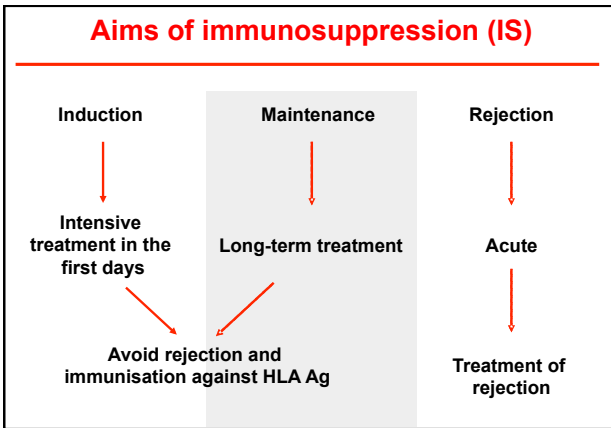 Aims of immunosuppression (IS)
Induction
Maintenance
Rejection
Intensive
treatment in the
first days
Long-term treatment
Acute
Avoid rejection and
immunisation against HLA Ag
Treatment of
rejection